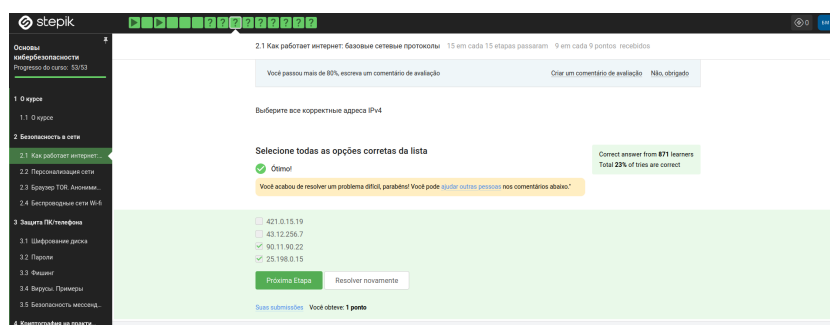 stepik
0
Основы кибербезопасности
Progresso do curso: 53/53
1 О курсе
1.1 О курсе
2 Безопасность в сети
2.1 Как работает интернет:...
2.2 Персонализация сети
2.3 Браузер TOR. Аноними...
2.4 Беспроводные сети Wi-fi
3 Защита ПК/телефона
3.1 Шифрование диска
3.2 Пароли
3.3 Фишинг
3.4 Вирусы. Примеры
3.5 Безопасность мессенд...
4 Криптография на практи...
2.1 Как работает интернет: базовые сетевые протоколы 15 em cada 15 etapas passaram 9 em cada 9 pontos recebidos
Você passou mais de 80%, escreva um comentário de avaliação Criar um comentário de avaliação Não, obrigado
Выберите все корректные адреса IPv4
Selecione todas as opções corretas da lista
Ótimo!
Você acabou de resolver um problema difícil, parabéns! Você pode ajudar outras pessoas nos comentários abaixo."
Correct answer from 871 learners
Total 23% of tries are correct
421.0.15.19
43.12.256.7
90.11.90.22
25.198.0.15
Próxima Etapa Resolver novamente
Suas submissões Você obteve: 1 ponto